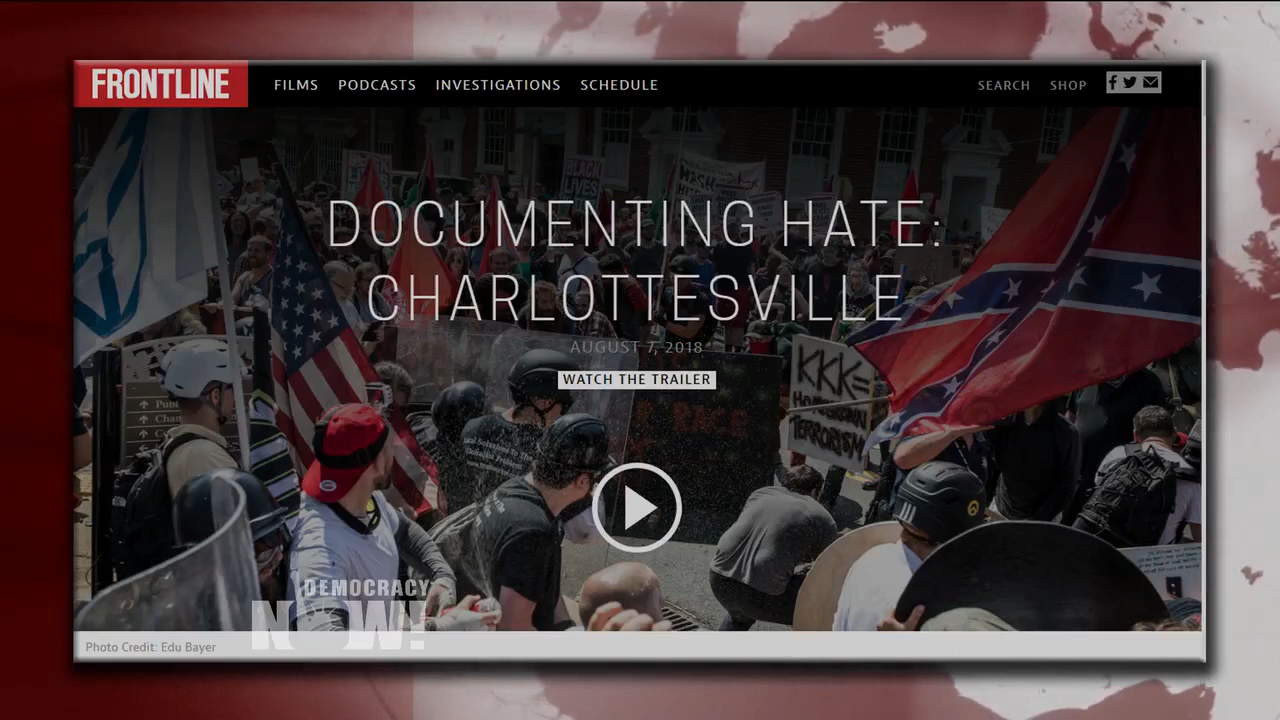 FRONTLINE
FILMS PODCASTS INVESTIGATIONS SCHEDULE
SEARCH SHOP
BLACK
LIVES
DOCUMENTING HATE:
CHARLOTTESVILLE
AUGUST 7, 2018
WATCH THE TRAILER
KKK=
HOMEGROWN
TERRORISM
DEMOCRACY
NOW!
Photo Credit: Edu Bayer